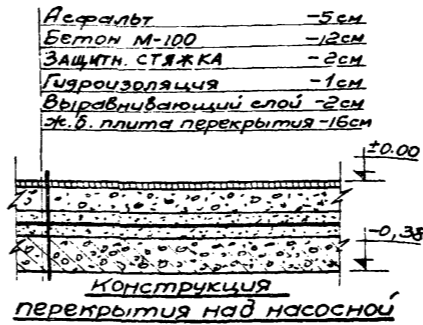 Асфальт -5см
Бетон М-100 -12см
Защитн. стяжка -2см
Гидроизоляция -1см
Выравнивающий слой -2см
Ж.б. плита перекрытия -16см
±0.00
-0,38
Конструкция
перекрытия над насосной